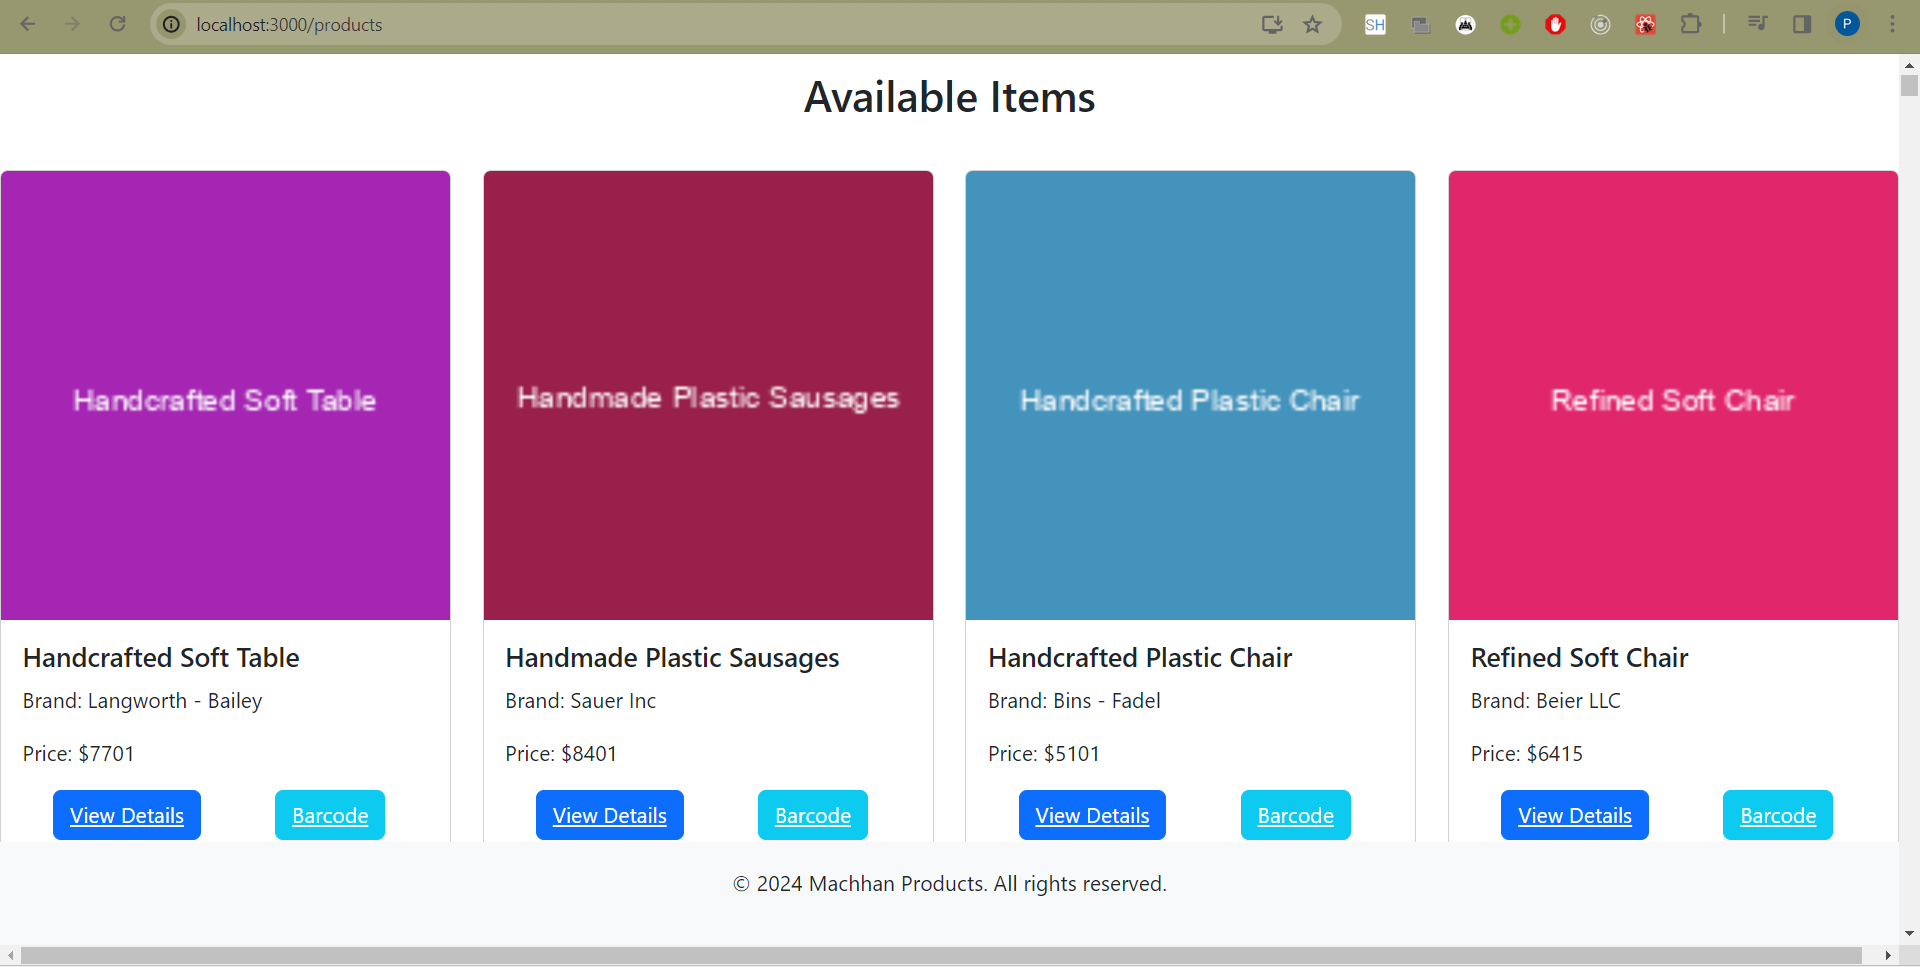 localhost:3000/products
SH
P
Available Items
Handcrafted Soft Table
Handmade Plastic Sausages
Handcrafted Plastic Chair
Refined Soft Chair
Handcrafted Soft Table
Brand: Langworth - Bailey
Price: $7701
View Details
Barcode
Handmade Plastic Sausages
Brand: Sauer Inc
Price: $8401
View Details
Barcode
Handcrafted Plastic Chair
Brand: Bins - Fadel
Price: $5101
View Details
Barcode
Refined Soft Chair
Brand: Beier LLC
Price: $6415
View Details
Barcode
© 2024 Machhan Products. All rights reserved.